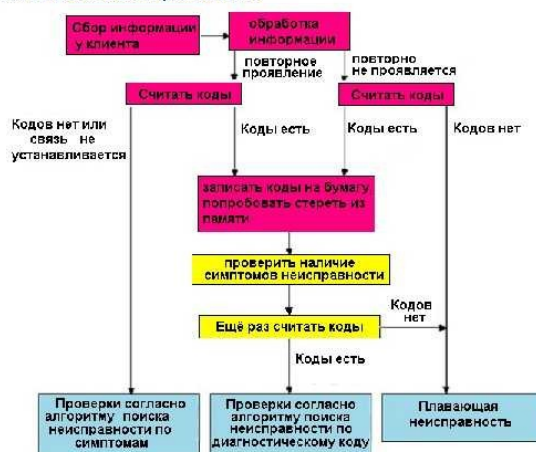 Сбор информации
у клиента
обработка
информации
повторное
проявление
повторно
не проявляется
Считать коды
Считать коды
Кодов нет или
связь не
устанавливается
Коды есть
Коды есть
Кодов нет
записать коды на бумагу,
попробовать стереть из
памяти
проверить наличие
симптомов неисправности
Ещё раз считать коды
Кодов
нет
Коды есть
Проверки согласно
алгоритму поиска
неисправности по
симптомам
Проверки согласно
алгоритму поиска
неисправности по
диагностическому коду
Плавающая
неисправность